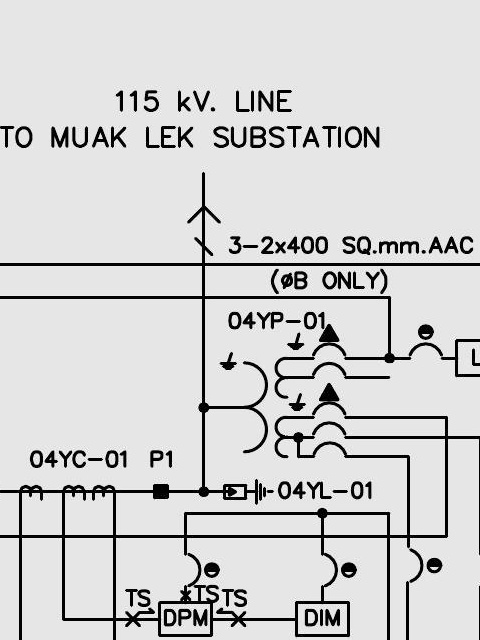 115 kV. LINE
TO MUAK LEK SUBSTATION
3-2x400 SQ.mm.AAC
(øB ONLY)
04YP-01
04YC-01 P1
04YL-01
TS TS TS
DPM DIM